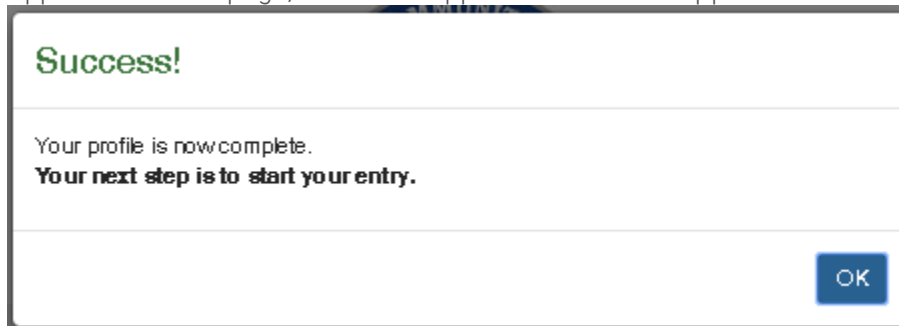 Success!
Your profile is now complete.
Your next step is to start your entry.
OK